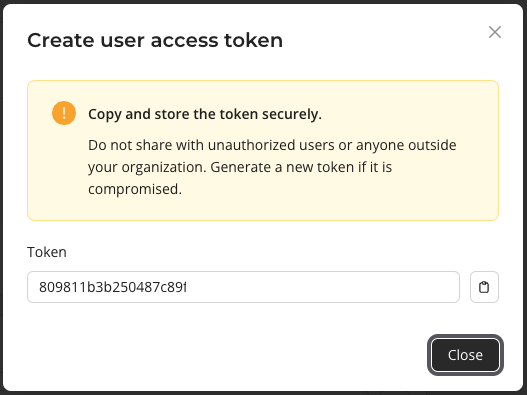 Create user access token
Copy and store the token securely.
Do not share with unauthorized users or anyone outside
your organization. Generate a new token if it is
compromised.
Token
809811b3b250487c89f
Close